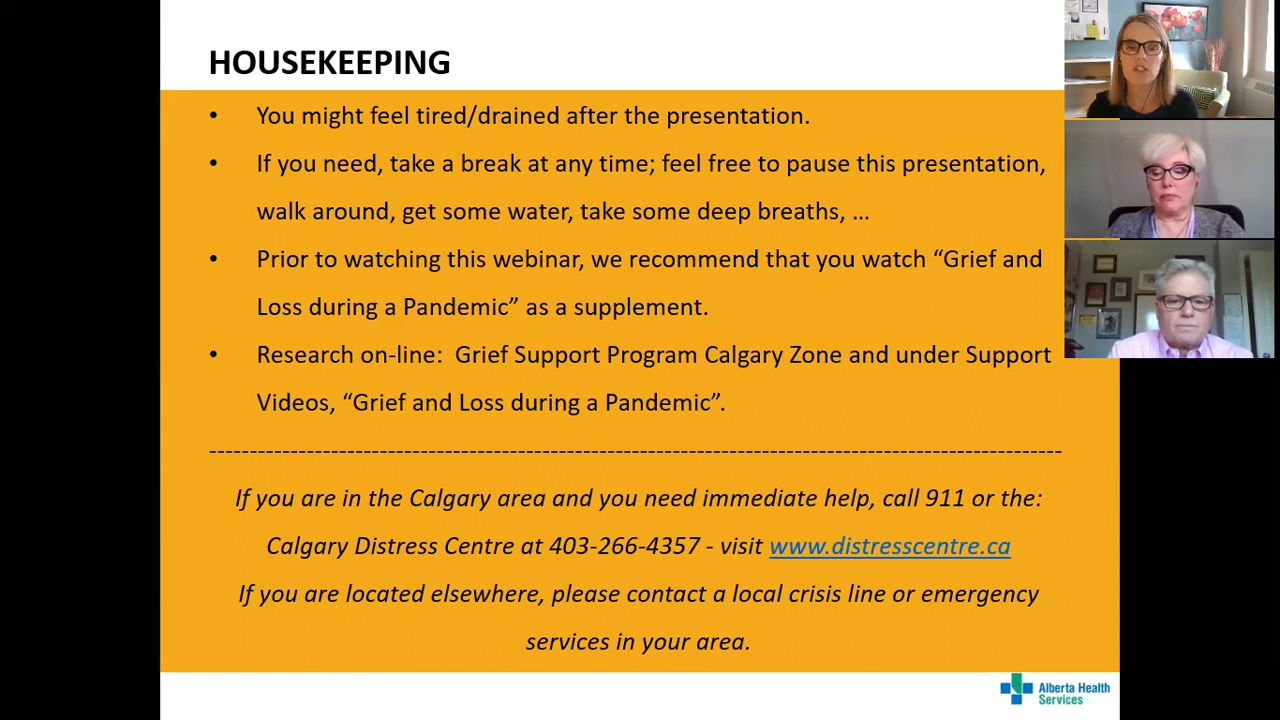 HOUSEKEEPING
• You might feel tired/drained after the presentation.
• If you need, take a break at any time; feel free to pause this presentation,
walk around, get some water, take some deep breaths, …
• Prior to watching this webinar, we recommend that you watch “Grief and
Loss during a Pandemic” as a supplement.
• Research on-line:  Grief Support Program Calgary Zone and under Support
Videos, “Grief and Loss during a Pandemic”.
--------------------------------------------------------------------------------------------------------
If you are in the Calgary area and you need immediate help, call 911 or the:
Calgary Distress Centre at 403-266-4357 - visit www.distresscentre.ca
If you are located elsewhere, please contact a local crisis line or emergency
services in your area.
Alberta Health
Services